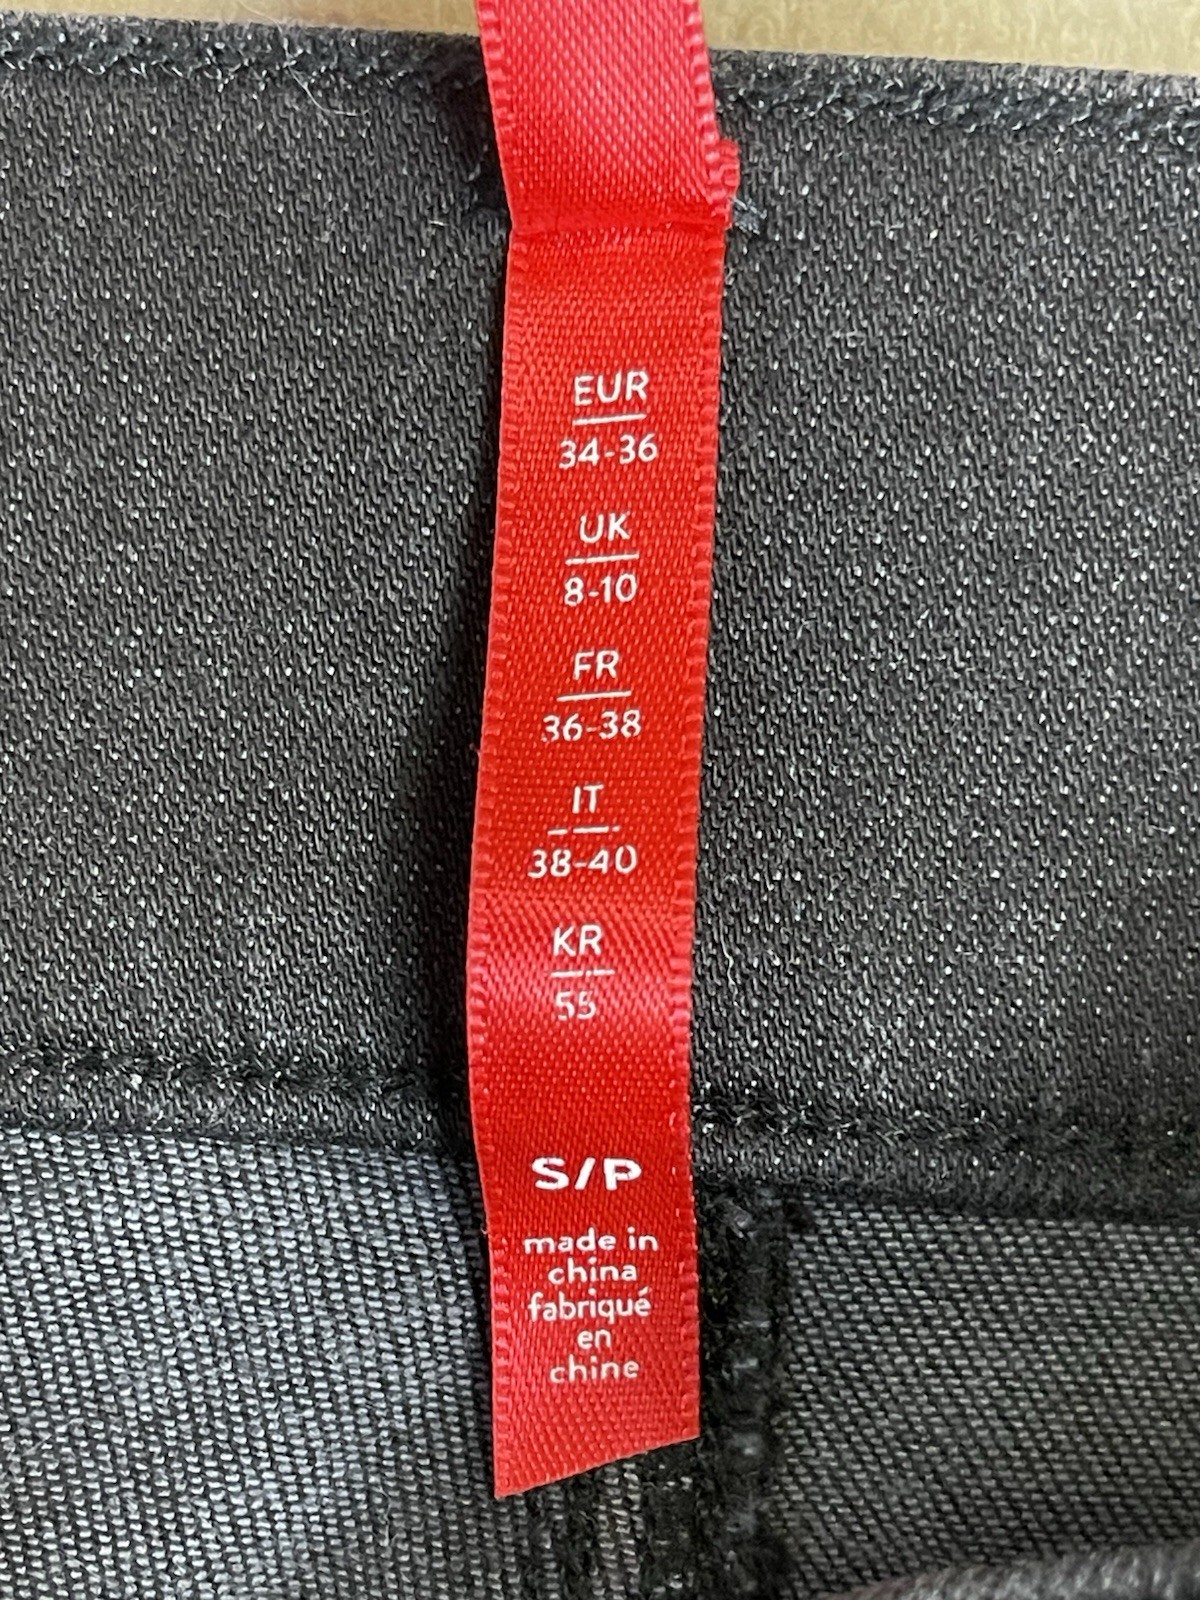 EUR
34-36
UK
8-10
FR
36-38
IT
38-40
KR
55
S/P
made in
china
fabriqué
en
chine